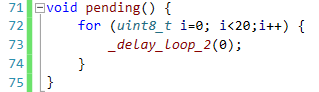 71 void pending() {
72 for (uint8_t i=0; i<20;i++) {
73 _delay_loop_2(0);
74 }
75 }